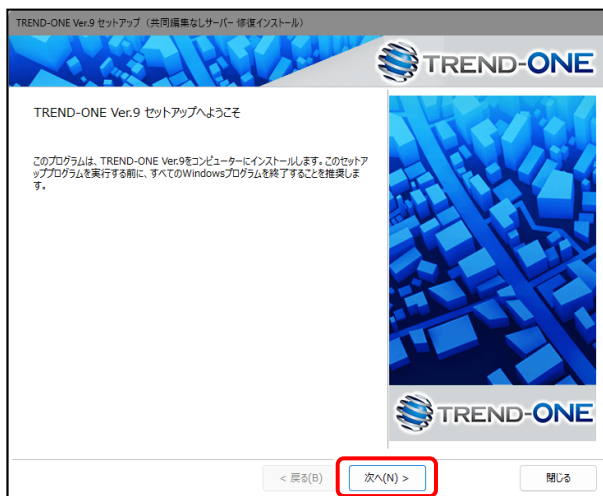 TREND-ONE Ver.9 セットアップ（共同編集なしサーバー 修復インストール）
TREND-ONE
TREND-ONE Ver.9 セットアップへようこそ
このプログラムは、TREND-ONE Ver.9をコンピューターにインストールします。このセットア
ッププログラムを実行する前に、すべてのWindowsプログラムを終了することを推奨しま
す。
TREND-ONE
< 戻る(B)
次へ(N) >
閉じる